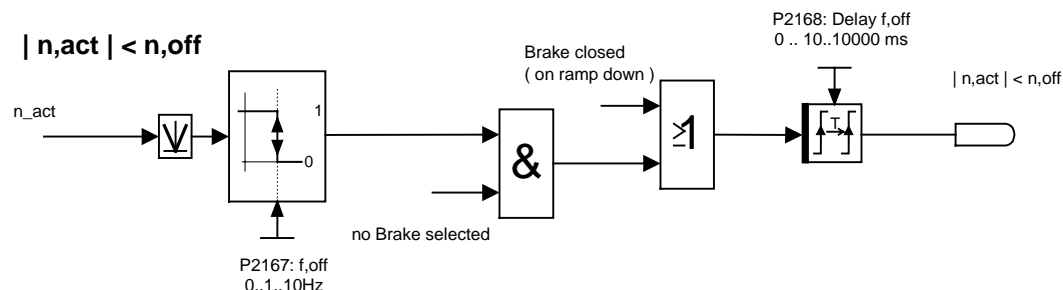 | n,act | < n,off
P2168: Delay f,off
0 .. 10..10000 ms
Brake closed
( on ramp down )
| n,act | < n,off
n_act
1
0
&
≥1
T
no Brake selected
P2167: f,off
0..1..10Hz